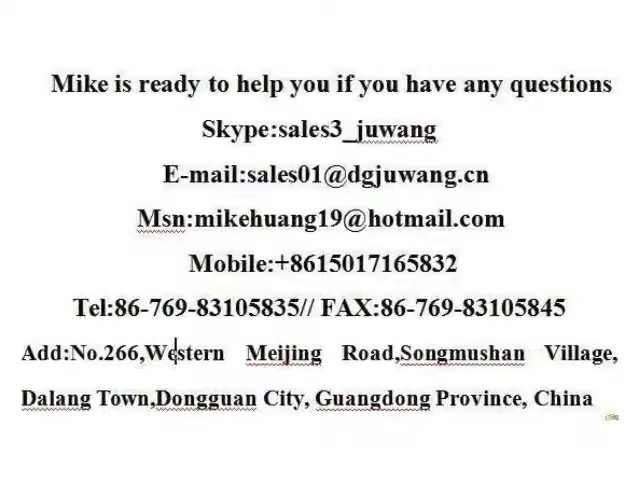 Mike is ready to help you if you have any questions
Skype:sales3_juwang
E-mail:sales01@dgjuwang.cn
Msn:mikehuang19@hotmail.com
Mobile:+8615017165832
Tel:86-769-83105835// FAX:86-769-83105845
Add:No.266,Western Meijing Road,Songmushan Village,
Dalang Town,Dongguan City, Guangdong Province, China